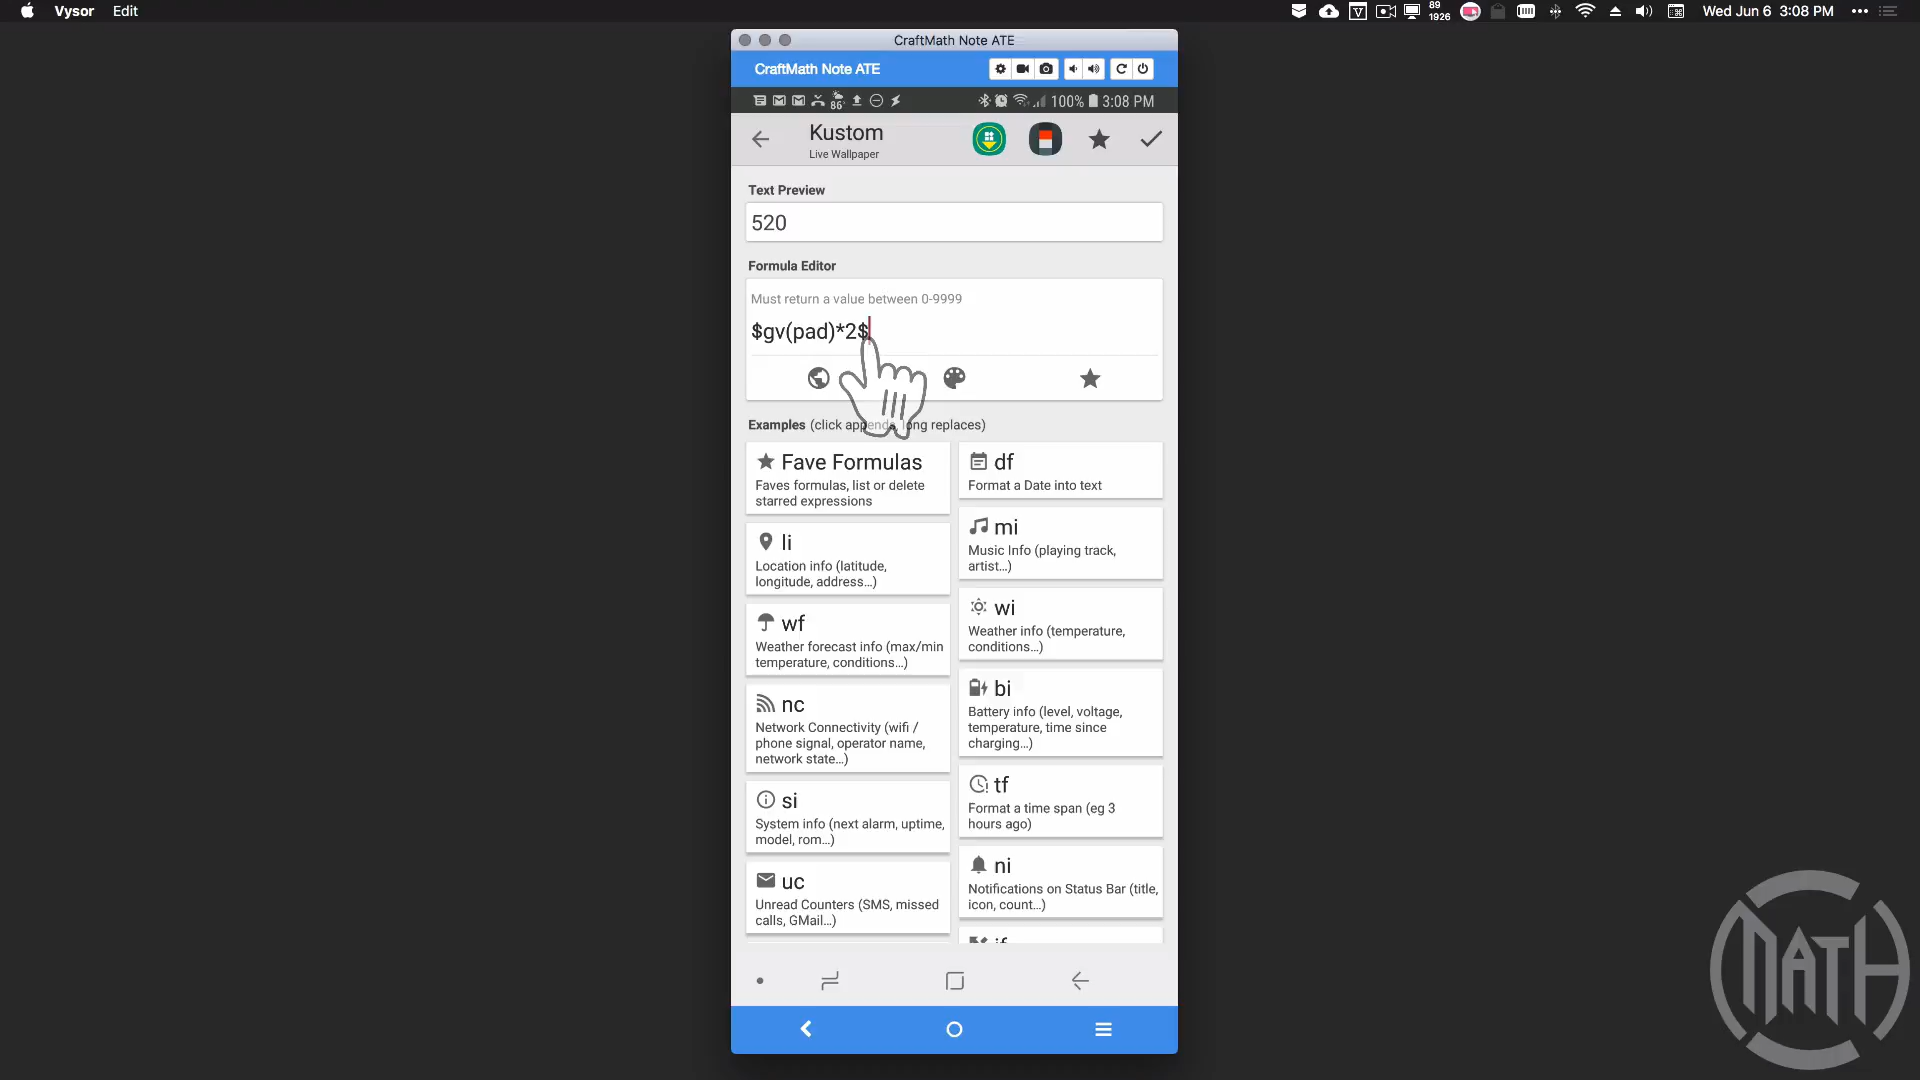 Vysor Edit
89
1926
Wed Jun 6 3:08 PM
CraftMath Note ATE
CraftMath Note ATE
86°
100% 3:08 PM
Kustom
Live Wallpaper
Text Preview
520
Formula Editor
Must return a value between 0-9999
$gv(pad)*2$
Examples (click append, long replaces)
Fave Formulas
Faves formulas, list or delete
starred expressions
df
Format a Date into text
li
Location info (latitude,
longitude, address...)
mi
Music Info (playing track,
artist...)
wf
Weather forecast info (max/min
temperature, conditions...)
wi
Weather info (temperature,
conditions...)
nc
Network Connectivity (wifi /
phone signal, operator name,
network state...)
bi
Battery info (level, voltage,
temperature, time since
charging...)
si
System info (next alarm, uptime,
model, rom...)
tf
Format a time span (eg 3
hours ago)
uc
Unread Counters (SMS, missed
calls, GMail...)
ni
Notifications on Status Bar (title,
icon, count...)
if
MATH